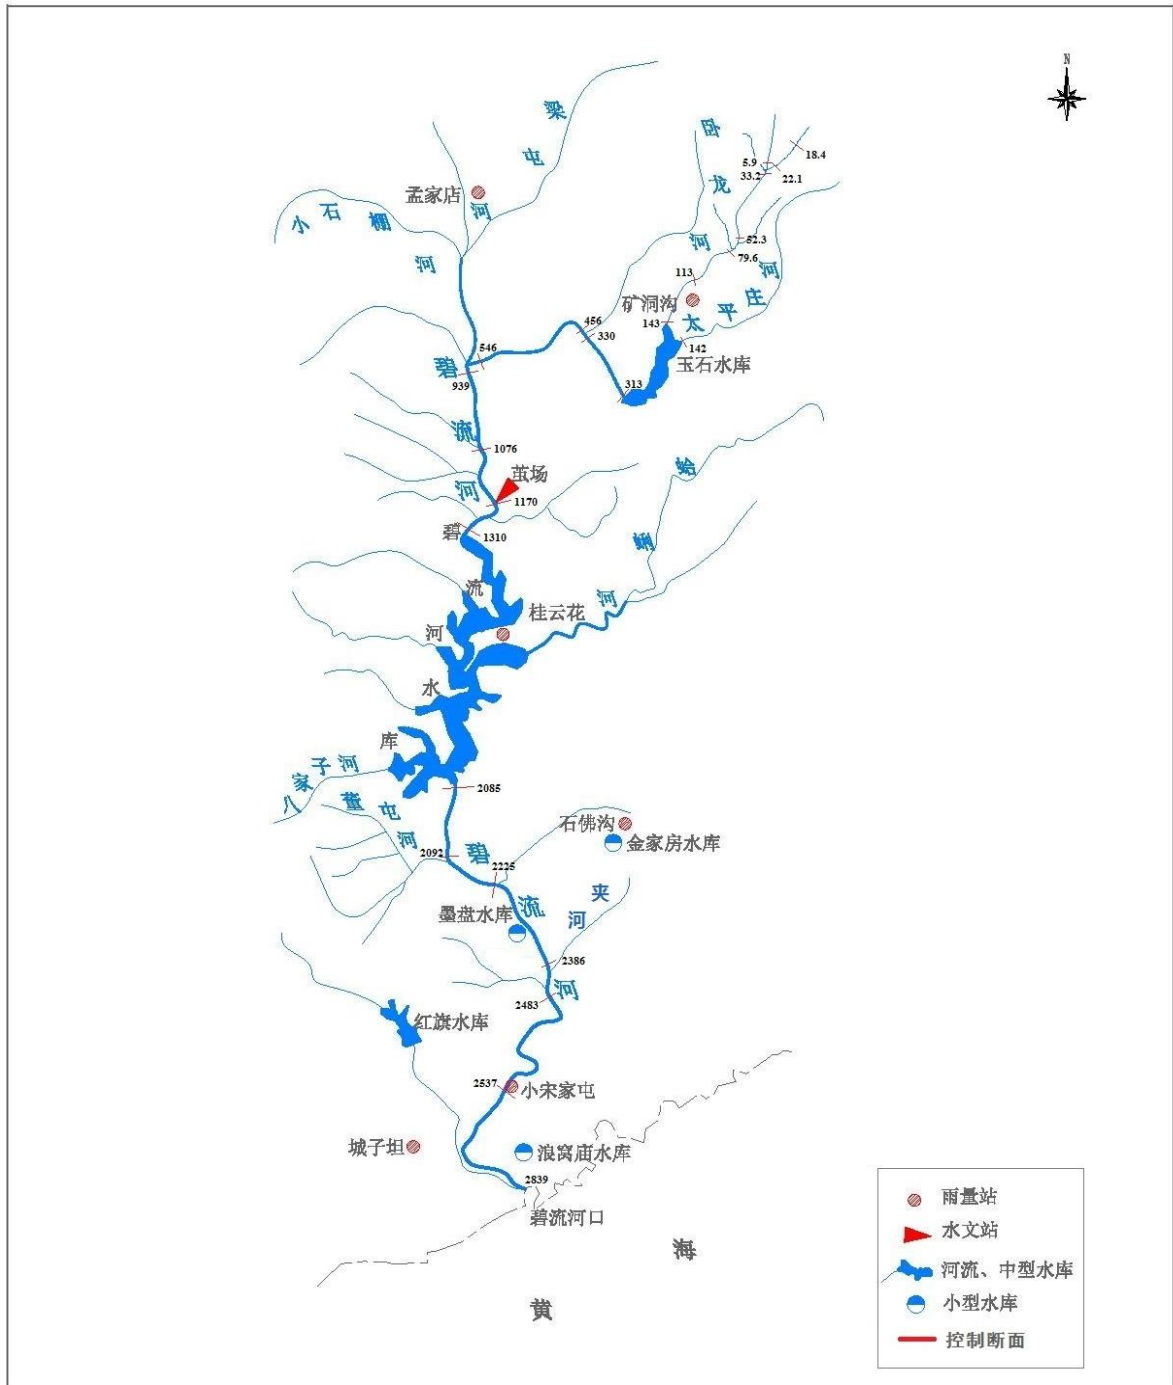 N
梁屯河
卧龙河
5.9
18.4
33.2
22.1
孟家店
小石棚河
52.3
79.6
太平庄河
113
矿洞沟
143
142
456
330
546
玉石水库
313
939
碧流河
1076
茧场
1170
1310
蛤蜊河
碧流河水库
桂云花
八家子河
2085
董屯河
石佛沟
金家房水库
2092
碧流河
2225
墨盘水库
夹河
2386
2483
红旗水库
2537
小宋家屯
城子坦
浪窝庙水库
2839
碧流河口
黄海
雨量站
水文站
河流、中型水库
小型水库
控制断面